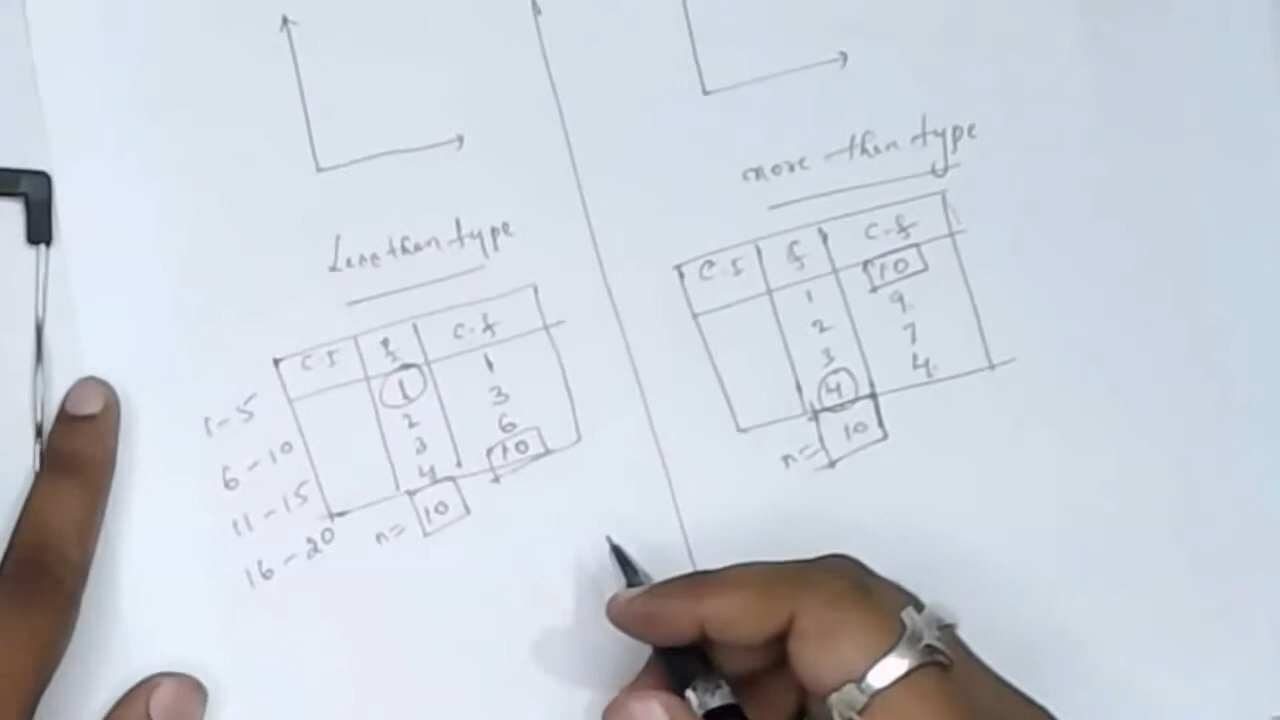 Less than type
C.I f c.f
1-5 1 1
6-10 2 3
11-15 3 6
16-20 4 10
n= 10
more than type
C.I f c.f
1 10
2 9
3 7
4 4
n= 10